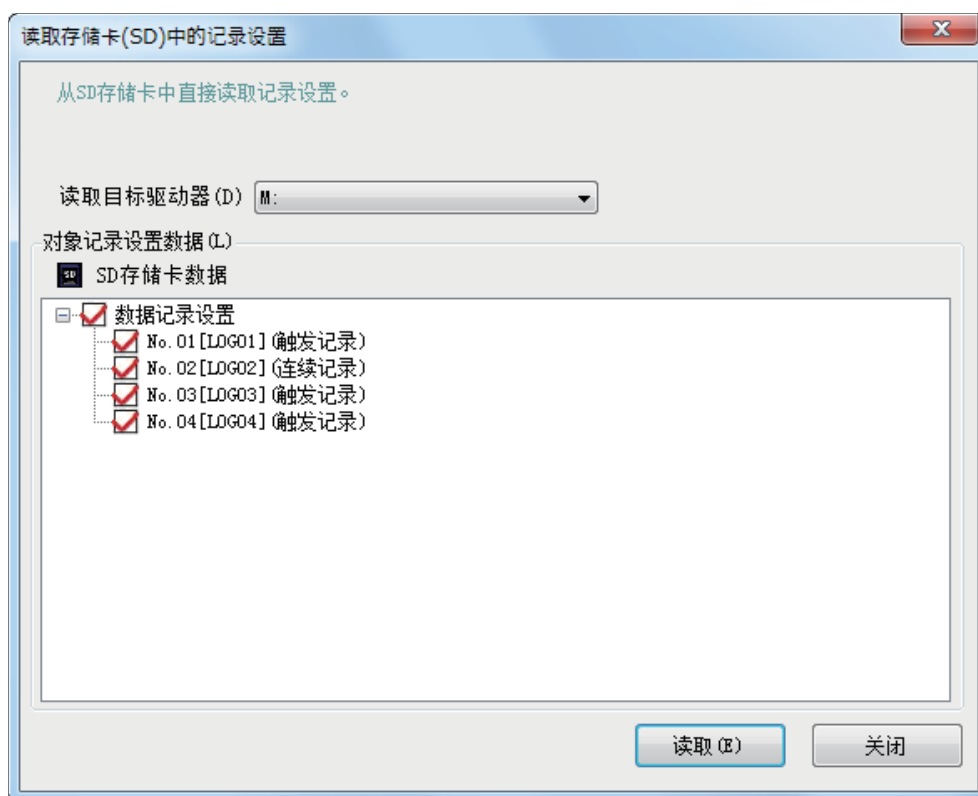 读取存储卡(SD)中的记录设置
从SD存储卡中直接读取记录设置。
读取目标驱动器(D) M:
对象记录设置数据(L)
SD SD存储卡数据
数据记录设置
No.01[LOG01](触发记录)
No.02[LOG02](连续记录)
No.03[LOG03](触发记录)
No.04[LOG04](触发记录)
读取(E) 关闭